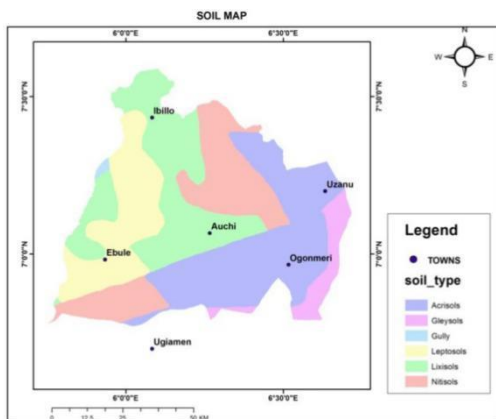 SOIL MAP
6°0'0"E
6°30'0"E
N
W
E
S
7°30'0"N
7°30'0"N
Ibillo
Uzanu
Auchi
7°0'0"N
7°0'0"N
Ebule
Ogonmeri
Ugiamen
Legend
TOWNS
soil_type
Acrisols
Gleysols
Gully
Leptosols
Lixisols
Nitisols
6°0'0"E
6°30'0"E
0 12.5 25 50 KM